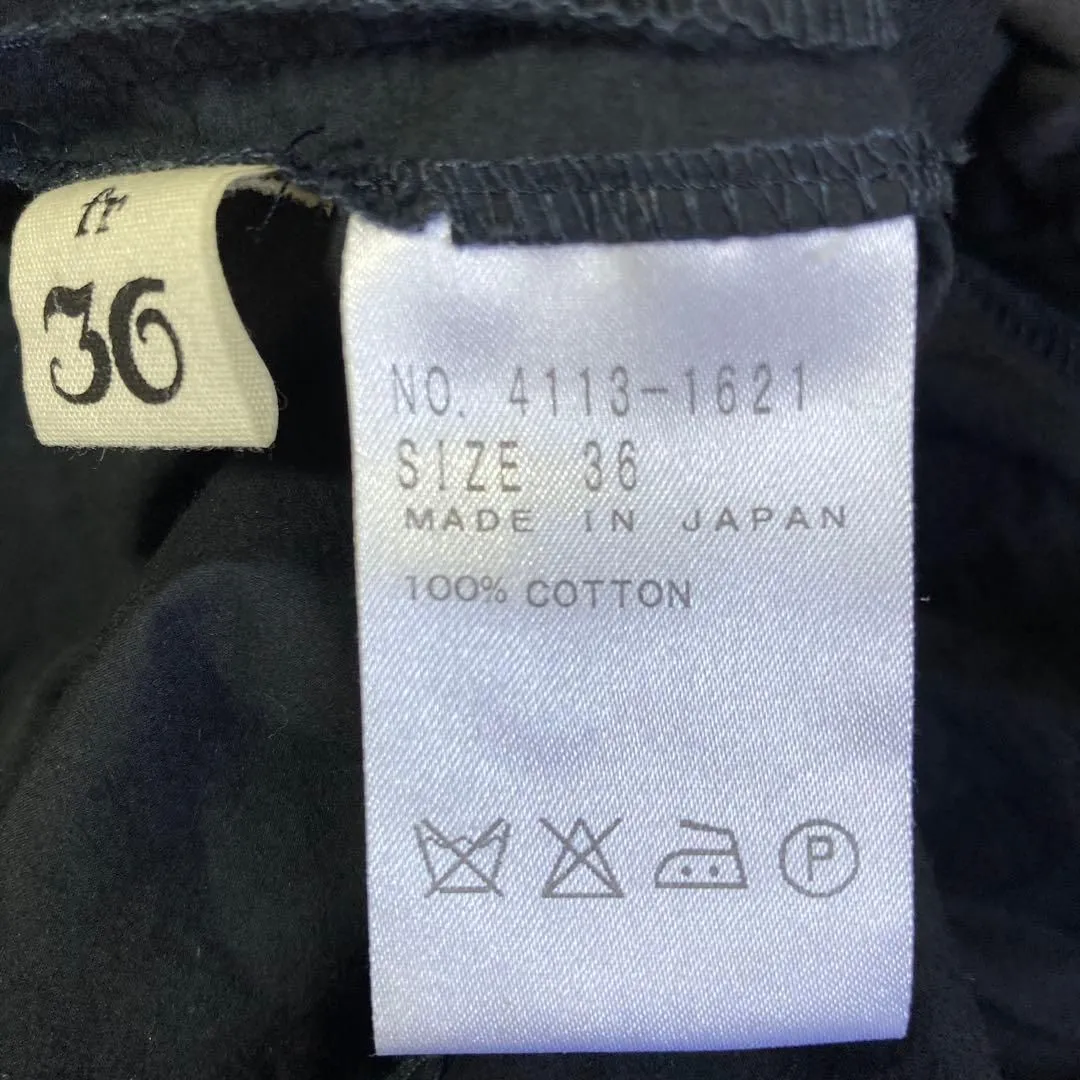 fr
36
NO. 4113-1621
SIZE 36
MADE IN JAPAN
100% COTTON
P